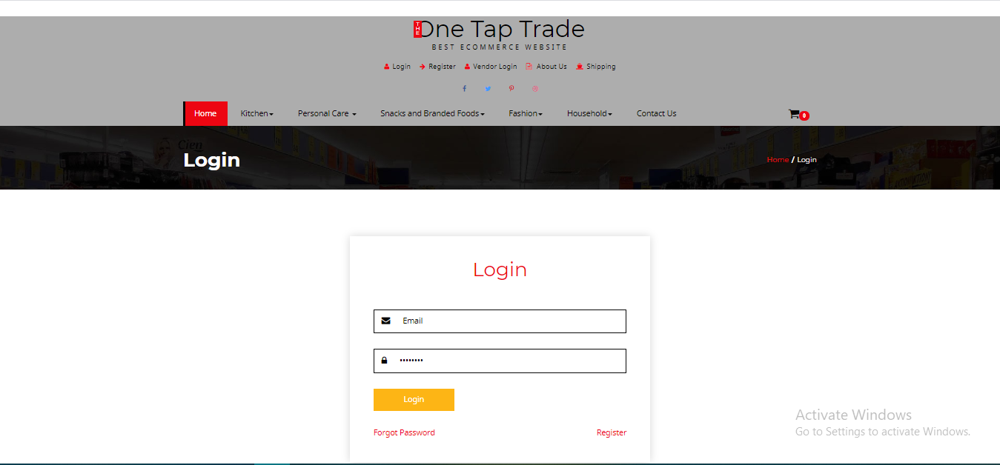 THE
One Tap Trade
BEST ECOMMERCE WEBSITE
Login Register Vendor Login About Us Shipping
Home Kitchen Personal Care Snacks and Branded Foods Fashion Household Contact Us 0
Cien
Login
Home / Login
Login
Email
••••••••
Login
Forgot Password Register
Activate Windows
Go to Settings to activate Windows.